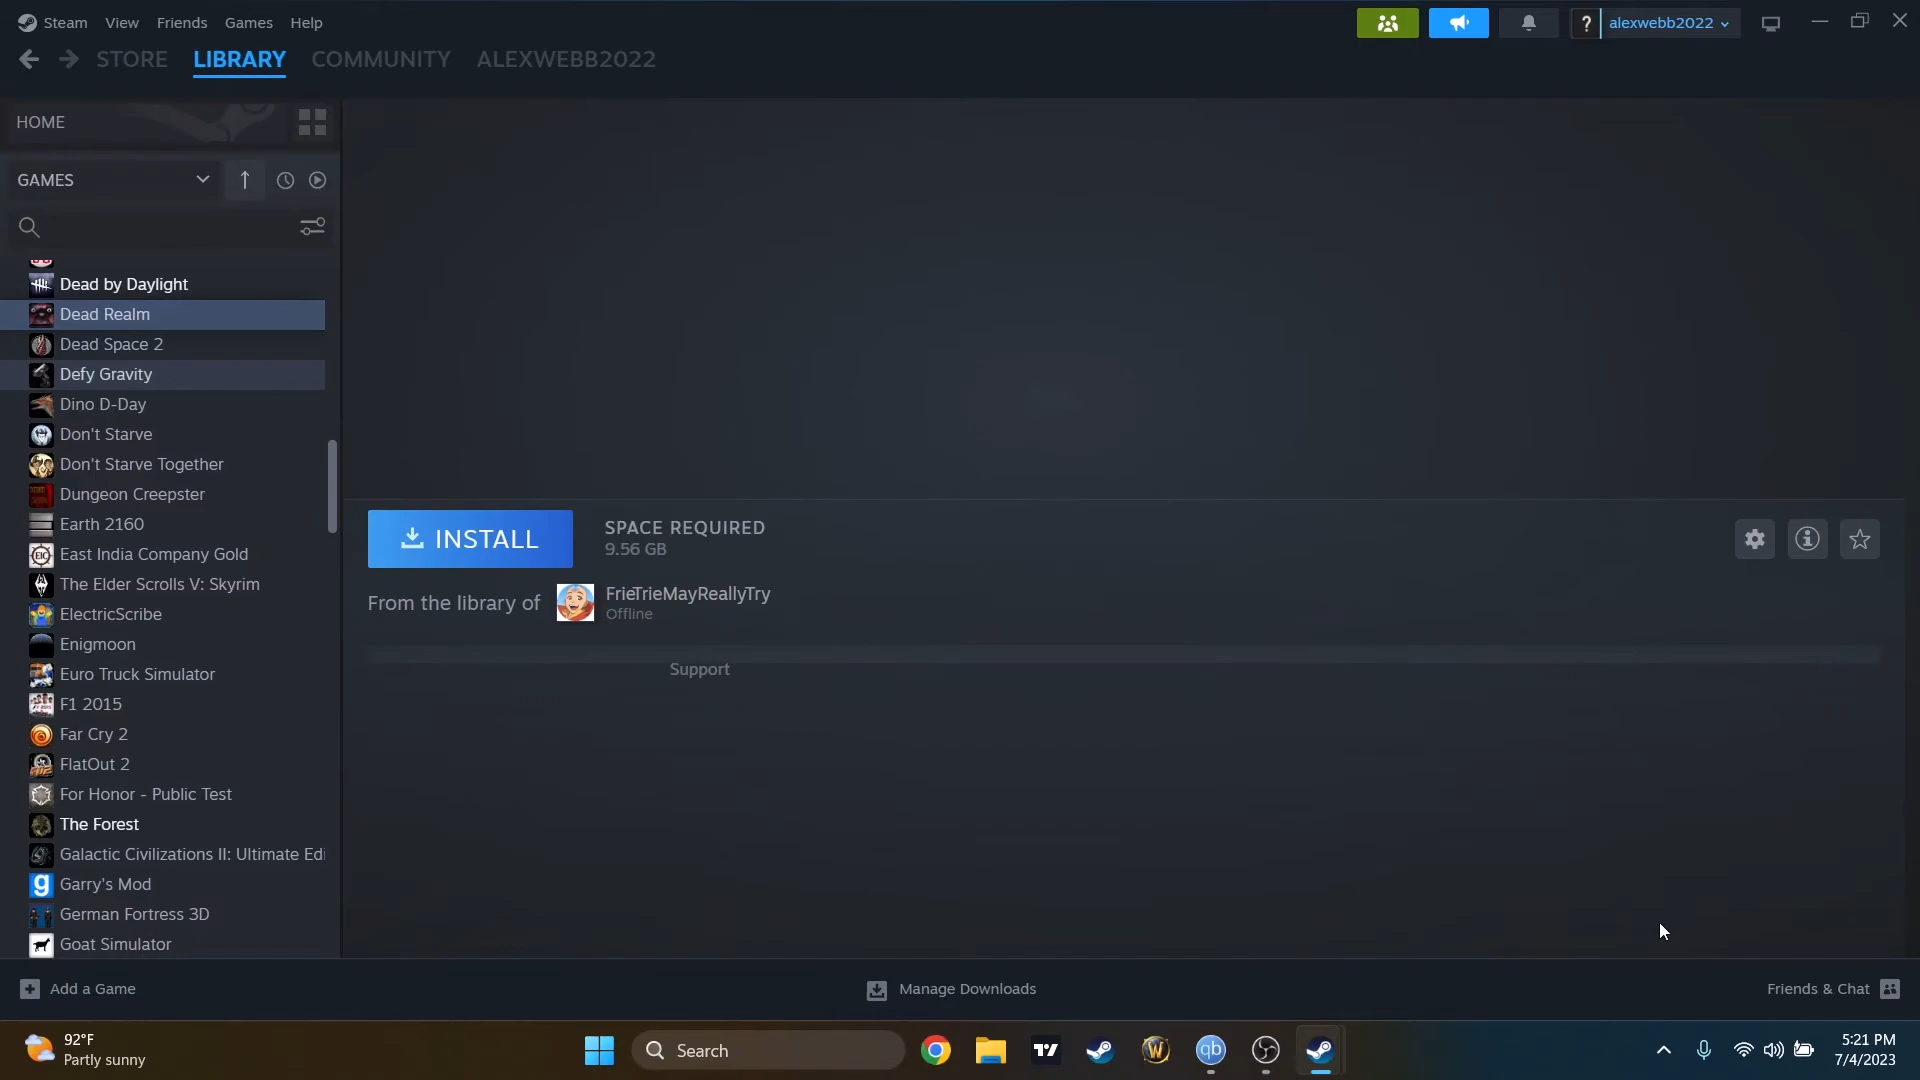 Steam View Friends Games Help
? alexwebb2022
STORE LIBRARY COMMUNITY ALEXWEBB2022
HOME
GAMES
Dead by Daylight
Dead Realm
Dead Space 2
Defy Gravity
Dino D-Day
Don't Starve
Don't Starve Together
Dungeon Creepster
Earth 2160
East India Company Gold
The Elder Scrolls V: Skyrim
ElectricScribe
Enigmoon
Euro Truck Simulator
F1 2015
Far Cry 2
FlatOut 2
For Honor - Public Test
The Forest
Galactic Civilizations II: Ultimate Edi
Garry's Mod
German Fortress 3D
Goat Simulator
INSTALL
SPACE REQUIRED
9.56 GB
From the library of
FrieTrieMayReallyTry
Offline
Support
Add a Game
Manage Downloads
Friends & Chat
92°F
Partly sunny
Search
5:21 PM
7/4/2023